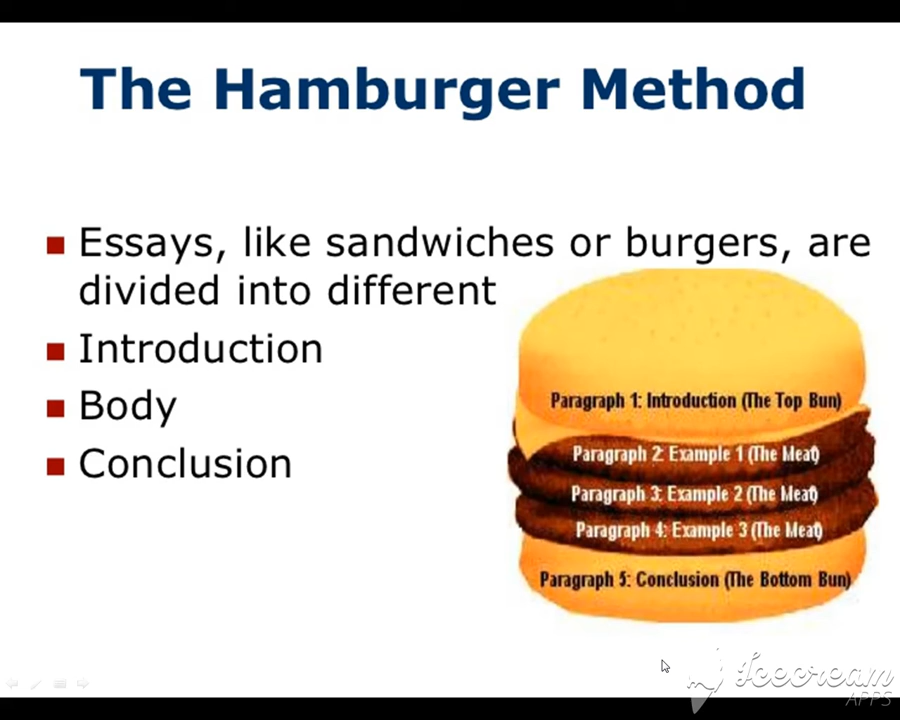 The Hamburger Method
Essays, like sandwiches or burgers, are
divided into different
Introduction
Body
Conclusion
Paragraph 1: Introduction (The Top Bun)
Paragraph 2: Example 1 (The Meat)
Paragraph 3: Example 2 (The Meat)
Paragraph 4: Example 3 (The Meat)
Paragraph 5: Conclusion (The Bottom Bun)
Icecream
APPS